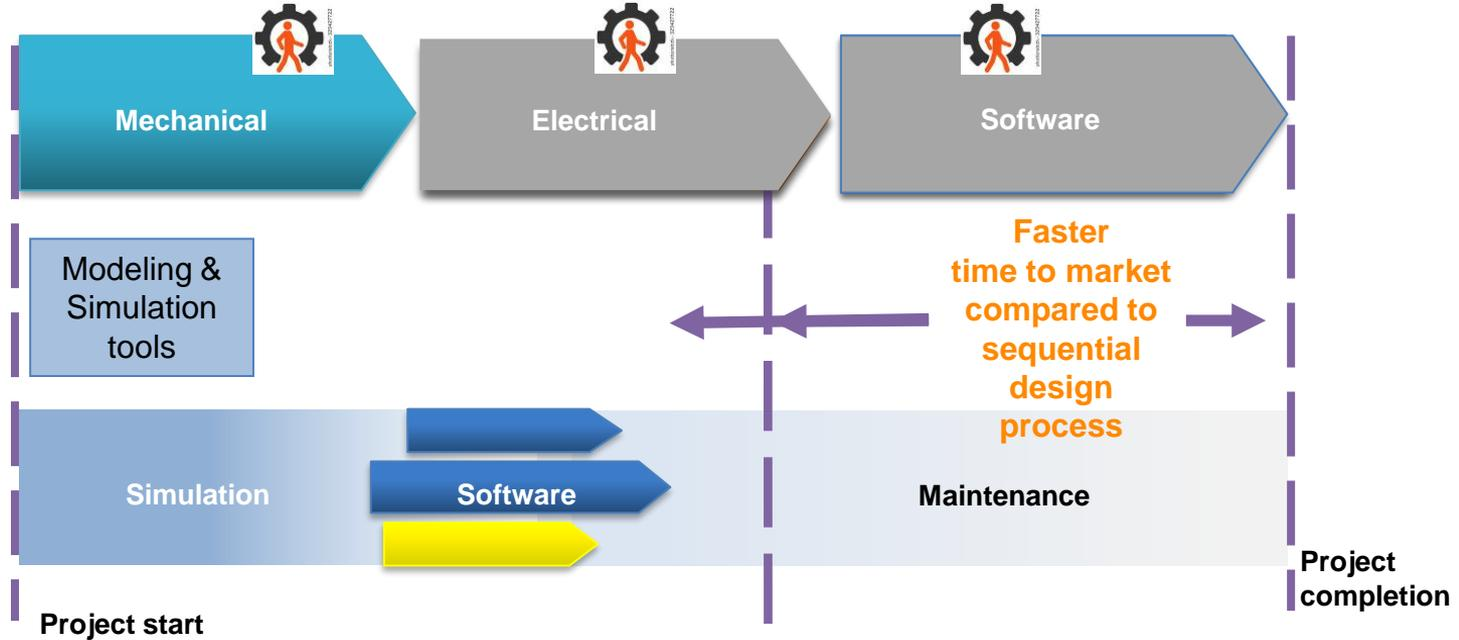 Mechanical
Electrical
Software
Modeling &
Simulation
tools
Faster
time to market
compared to
sequential
design
process
Simulation
Software
Maintenance
Project
completion
Project start